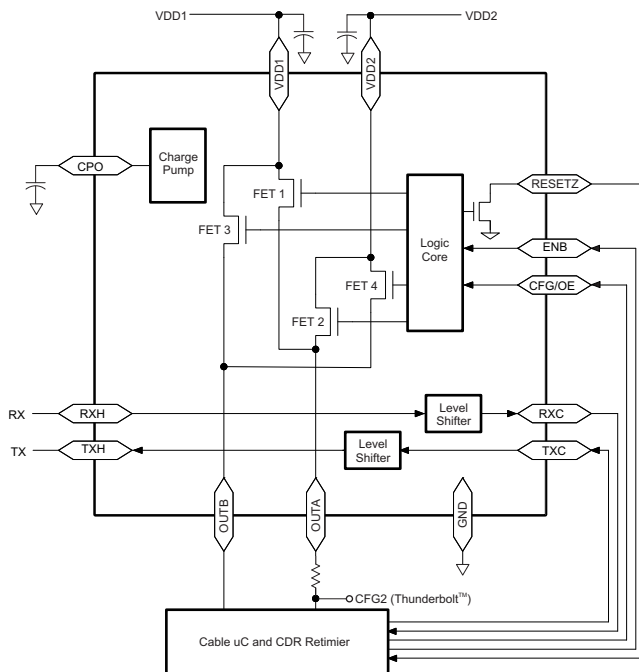 VDD1
VDD2
VDD1
VDD2
CPO
Charge
Pump
FET 1
RESETZ
FET 3
Logic
Core
ENB
FET 4
CFG/OE
FET 2
RX
RXH
Level
Shifter
RXC
TX
TXH
Level
Shifter
TXC
OUTB
OUTA
GND
CFG2 (Thunderbolt™)
Cable uC and CDR Retimier